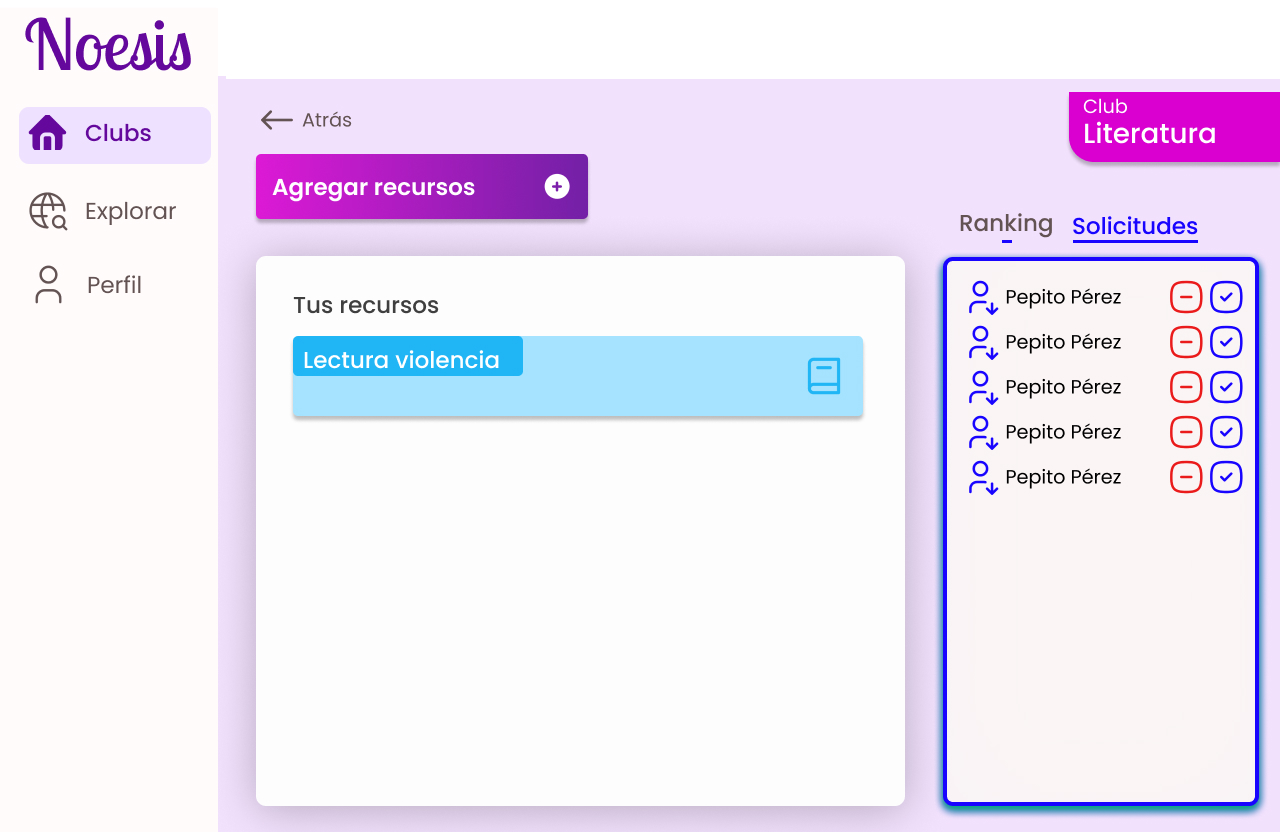 Noesis
Clubs
Explorar
Perfil
Atrás
Agregar recursos
Club
Literatura
Ranking
Solicitudes
Tus recursos
Lectura violencia
Pepito Pérez
Pepito Pérez
Pepito Pérez
Pepito Pérez
Pepito Pérez